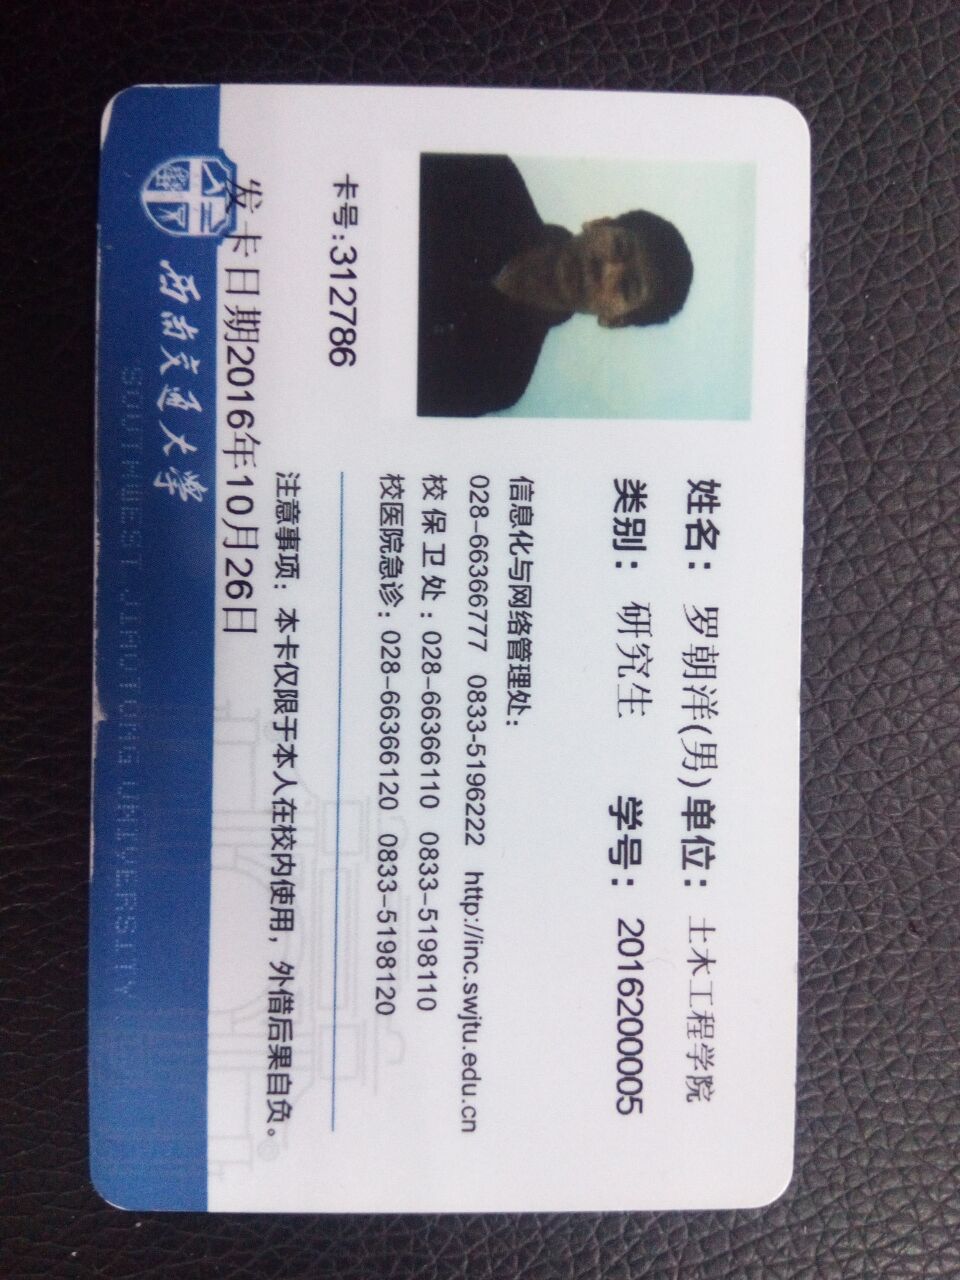 姓名：罗朝洋(男)单位：土木工程学院
类别：研究生 学号：2016200005
信息化与网络管理处：
028-66366777 0833-5196222 http://inc.swjtu.edu.cn
校保卫处：028-66366110 0833-5198110
校医院急诊：028-66366120 0833-5198120
卡号:312786
注意事项：本卡仅限于本人在校内使用，外借后果自负。
发卡日期2016年10月26日
西南交通大学
SOUTHWEST JIAOTONG UNIVERSITY